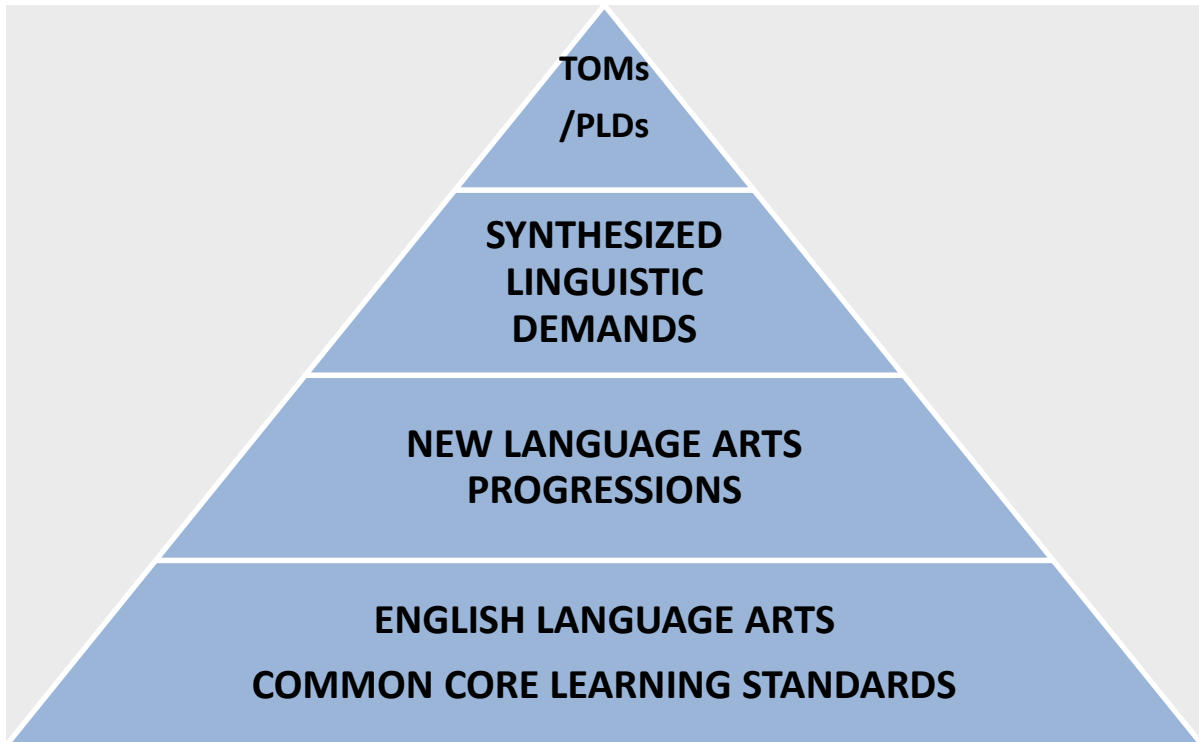 TOMs
/PLDs
SYNTHESIZED
LINGUISTIC
DEMANDS
NEW LANGUAGE ARTS
PROGRESSIONS
ENGLISH LANGUAGE ARTS
COMMON CORE LEARNING STANDARDS